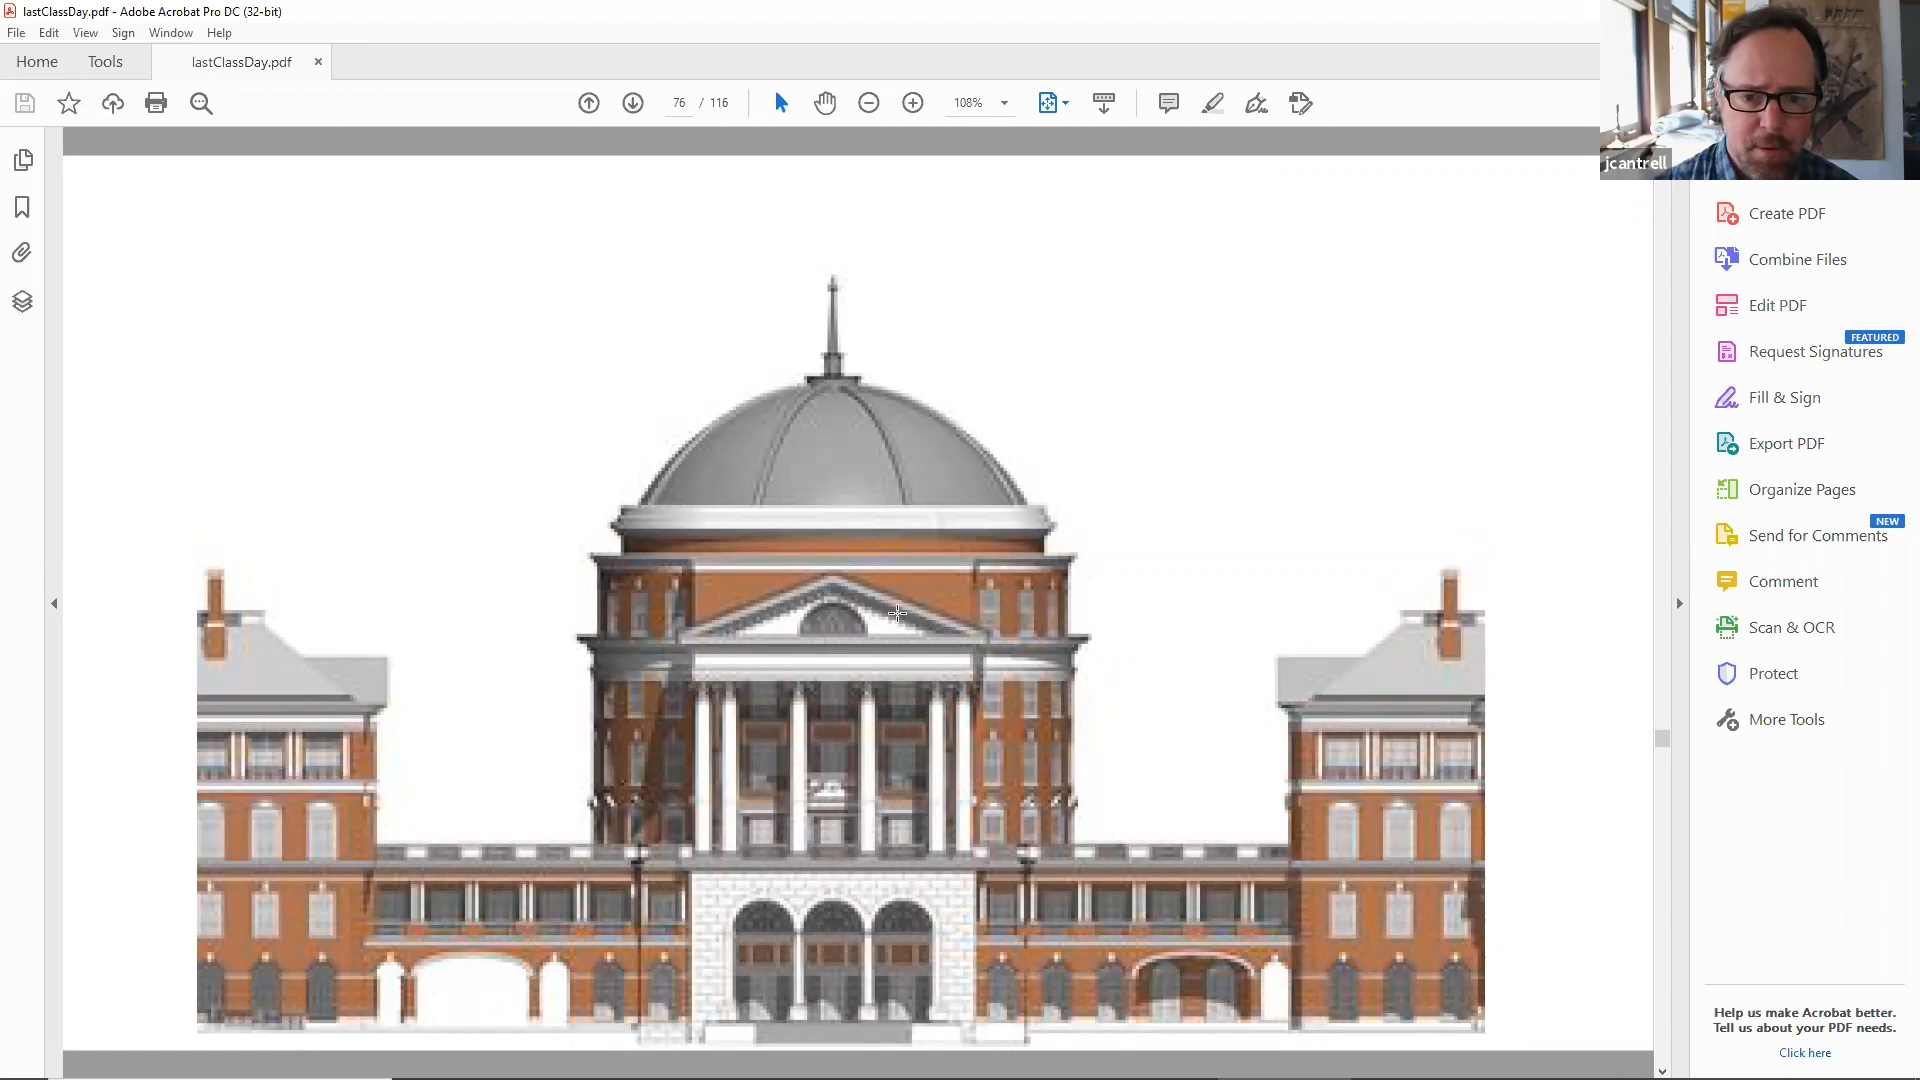 lastClassDay.pdf - Adobe Acrobat Pro DC (32-bit)
File Edit View Sign Window Help
Home Tools lastClassDay.pdf ×
76 / 116 108%
jcantrell
Create PDF
Combine Files
Edit PDF
FEATURED
Request Signatures
Fill & Sign
Export PDF
Organize Pages
NEW
Send for Comments
Comment
Scan & OCR
Protect
More Tools
Help us make Acrobat better.
Tell us about your PDF needs.
Click here